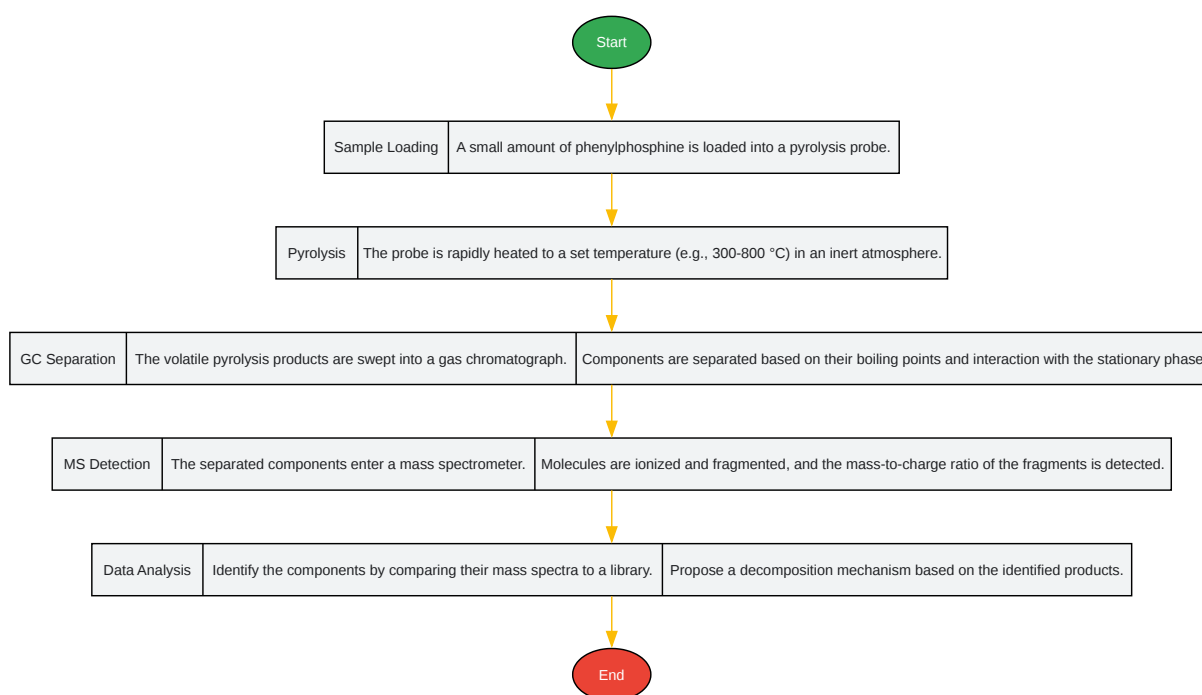 Start
Sample Loading
A small amount of phenylphosphine is loaded into a pyrolysis probe.
Pyrolysis
The probe is rapidly heated to a set temperature (e.g., 300-800 °C) in an inert atmosphere.
GC Separation
The volatile pyrolysis products are swept into a gas chromatograph.
Components are separated based on their boiling points and interaction with the stationary phase
MS Detection
The separated components enter a mass spectrometer.
Molecules are ionized and fragmented, and the mass-to-charge ratio of the fragments is detected.
Data Analysis
Identify the components by comparing their mass spectra to a library.
Propose a decomposition mechanism based on the identified products.
End